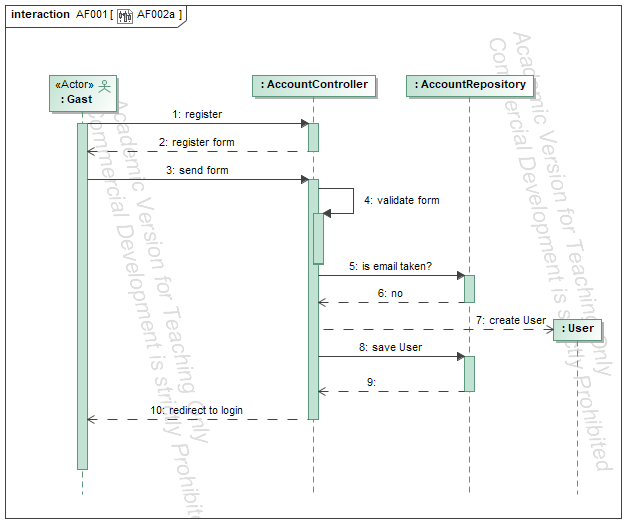 interaction AF001[ AF002a ]
«Actor»
: Gast
: AccountController
: AccountRepository
1: register
2: register form
3: send form
4: validate form
5: is email taken?
6: no
7: create User
: User
8: save User
9:
10: redirect to login
Academic Version for Teaching Only
Commercial Development is strictly Prohibited
Academic Version for Teaching Only
Commercial Development is strictly Prohibited